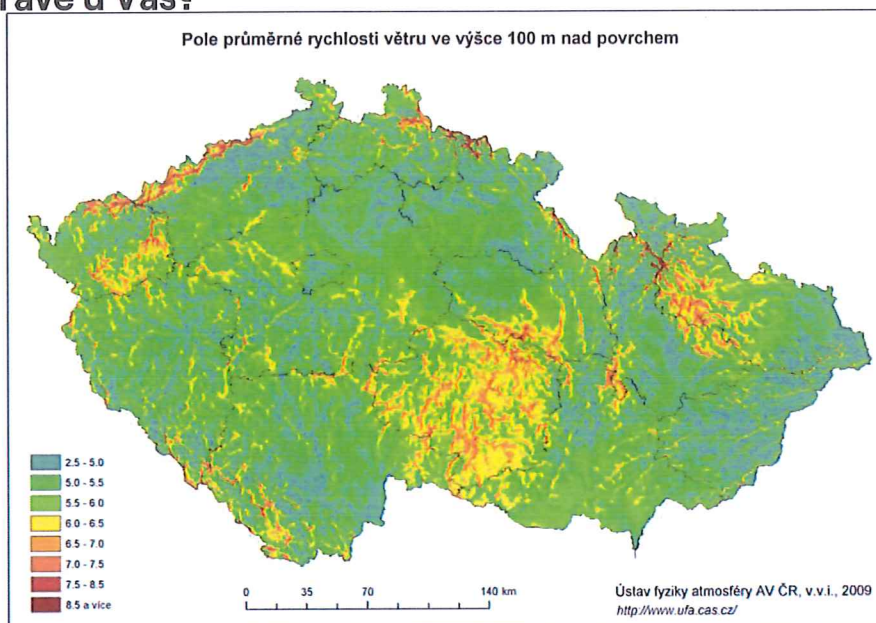 Pole průměrné rychlosti větru ve výšce 100 m nad povrchem
2.5 - 5.0
5.0 - 5.5
5.5 - 6.0
6.0 - 6.5
6.5 - 7.0
7.0 - 7.5
7.5 - 8.5
8.5 a více
0 35 70 140 km
Ústav fyziky atmosféry AV ČR, v.v.i., 2009
http://www.ufa.cas.cz/